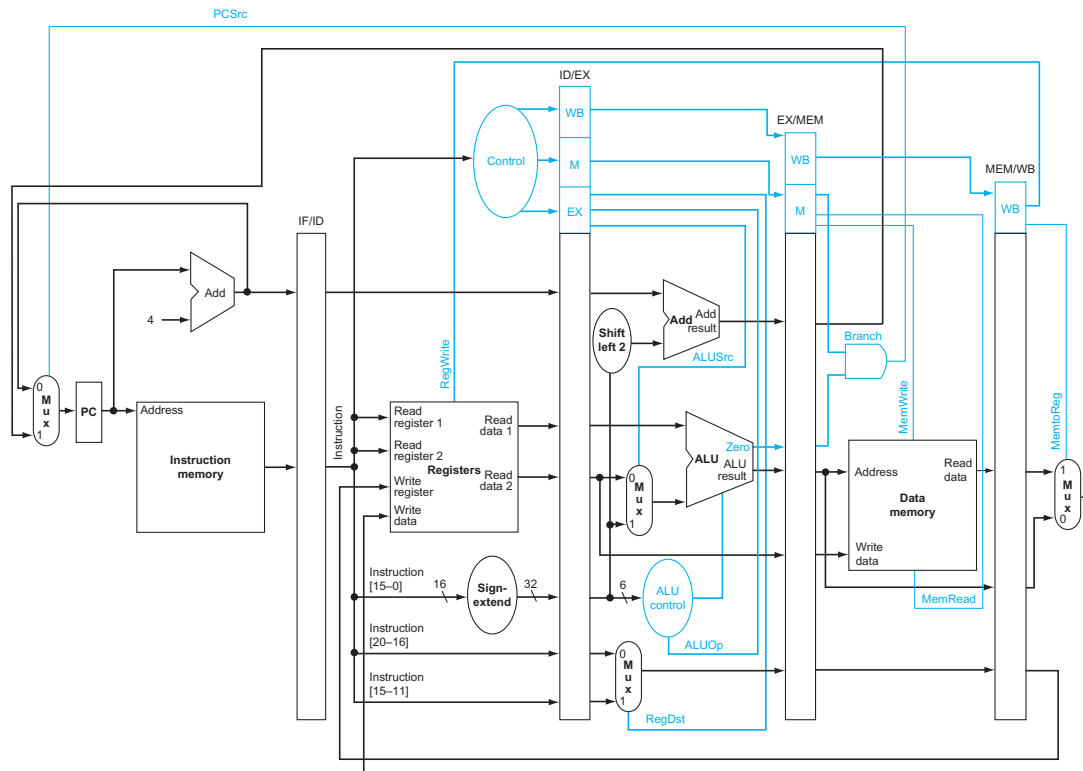 PCSrc
ID/EX
WB
EX/MEM
Control
M
WB
MEM/WB
EX
M
WB
IF/ID
Add
4
Add
Add
result
Shift
left 2
Branch
ALUSrc
RegWrite
MemWrite
MemtoReg
0
M
u
x
1
PC
Address
Instruction
memory
Instruction
Read
register 1
Read
data 1
Read
register 2
Registers
Write
register
Read
data 2
Write
data
Zero
ALU
ALU
result
0
M
u
x
1
Address
Read
data
Data
memory
Write
data
1
M
u
x
0
MemRead
Instruction
[15–0]
16
Sign-
extend
32
6
ALU
control
Instruction
[20–16]
ALUOp
0
M
u
x
1
Instruction
[15–11]
RegDst